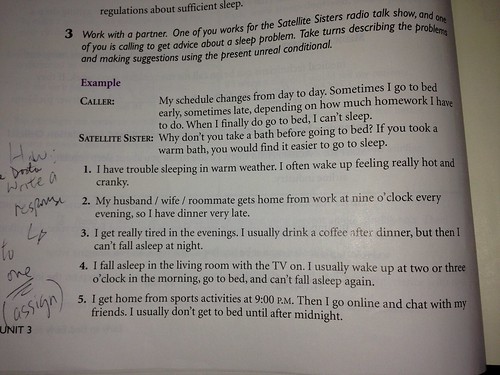 regulations about sufficient sleep.
3 Work with a partner. One of you works for the Satellite Sisters radio talk show, and one
of you is calling to get advice about a sleep problem. Take turns describing the problems
and making suggestions using the present unreal conditional.
Example
CALLER: My schedule changes from day to day. Sometimes I go to bed
early, sometimes late, depending on how much homework I have
to do. When I finally do go to bed, I can't sleep.
SATELLITE SISTER: Why don't you take a bath before going to bed? If you took a
warm bath, you would find it easier to go to sleep.
1. I have trouble sleeping in warm weather. I often wake up feeling really hot and
cranky.
2. My husband / wife / roommate gets home from work at nine o'clock every
evening, so I have dinner very late.
3. I get really tired in the evenings. I usually drink a coffee after dinner, but then I
can't fall asleep at night.
4. I fall asleep in the living room with the TV on. I usually wake up at two or three
o'clock in the morning, go to bed, and can't fall asleep again.
5. I get home from sports activities at 9:00 P.M. Then I go online and chat with my
friends. I usually don't get to bed until after midnight.
Write a
response
to
one
(assign)
UNIT 3